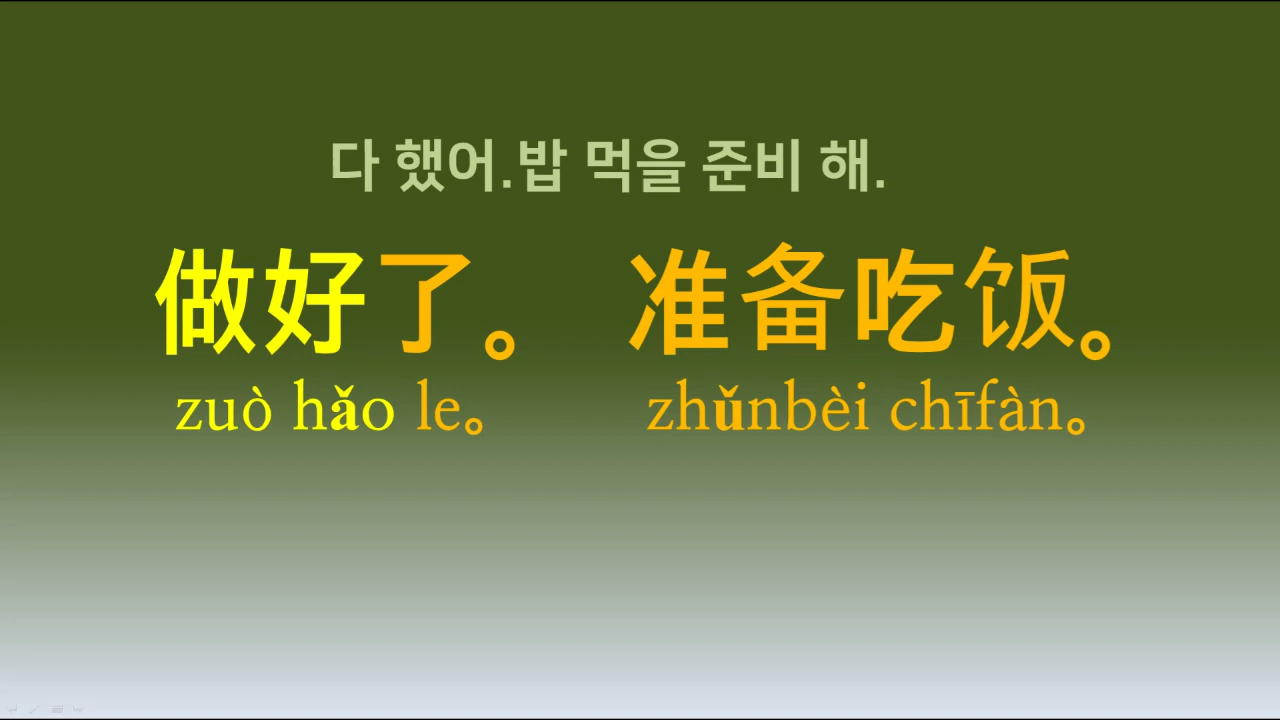 다 했어.밥 먹을 준비 해.
做好了。 准备吃饭。
zuò hǎo le。 zhǔnbèi chīfàn。